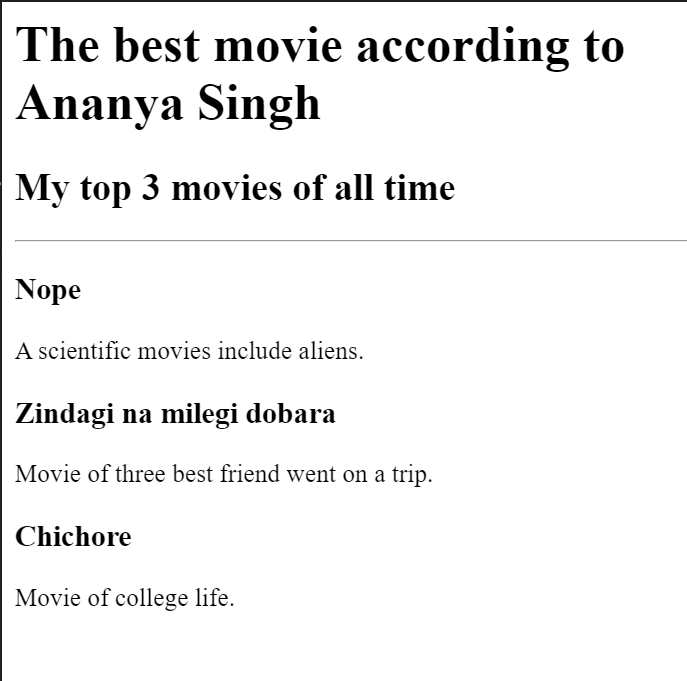 The best movie according to
Ananya Singh
My top 3 movies of all time
Nope
A scientific movies include aliens.
Zindagi na milegi dobara
Movie of three best friend went on a trip.
Chichore
Movie of college life.